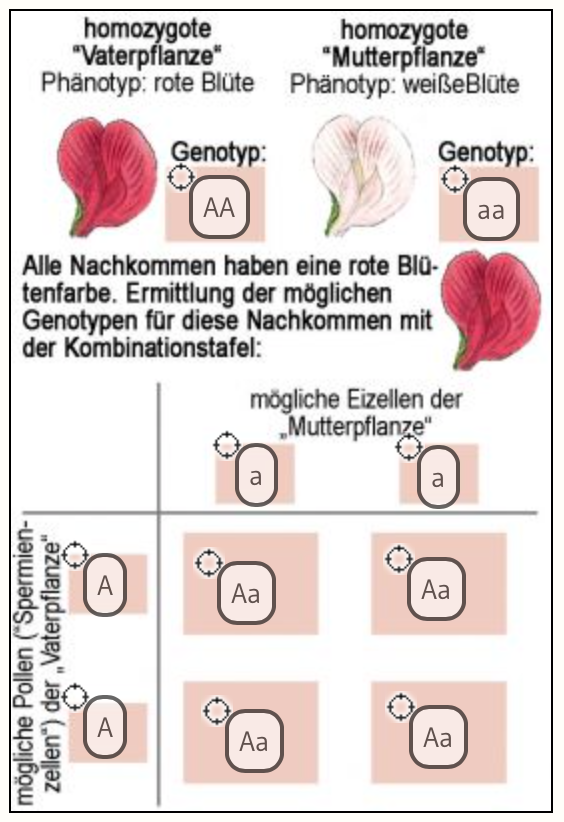 homozygote
“Vaterpflanze“
Phänotyp: rote Blüte
homozygote
“Mutterpflanze“
Phänotyp: weißeBlüte
Genotyp:
AA
Genotyp:
aa
Alle Nachkommen haben eine rote Blü-
tenfarbe. Ermittlung der möglichen
Genotypen für diese Nachkommen mit
der Kombinationstafel:
mögliche Eizellen der
„Mutterpflanze“
a
a
mögliche Pollen (“Spermien-
zellen“) der „Vaterpflanze“
A
Aa
Aa
A
Aa
Aa